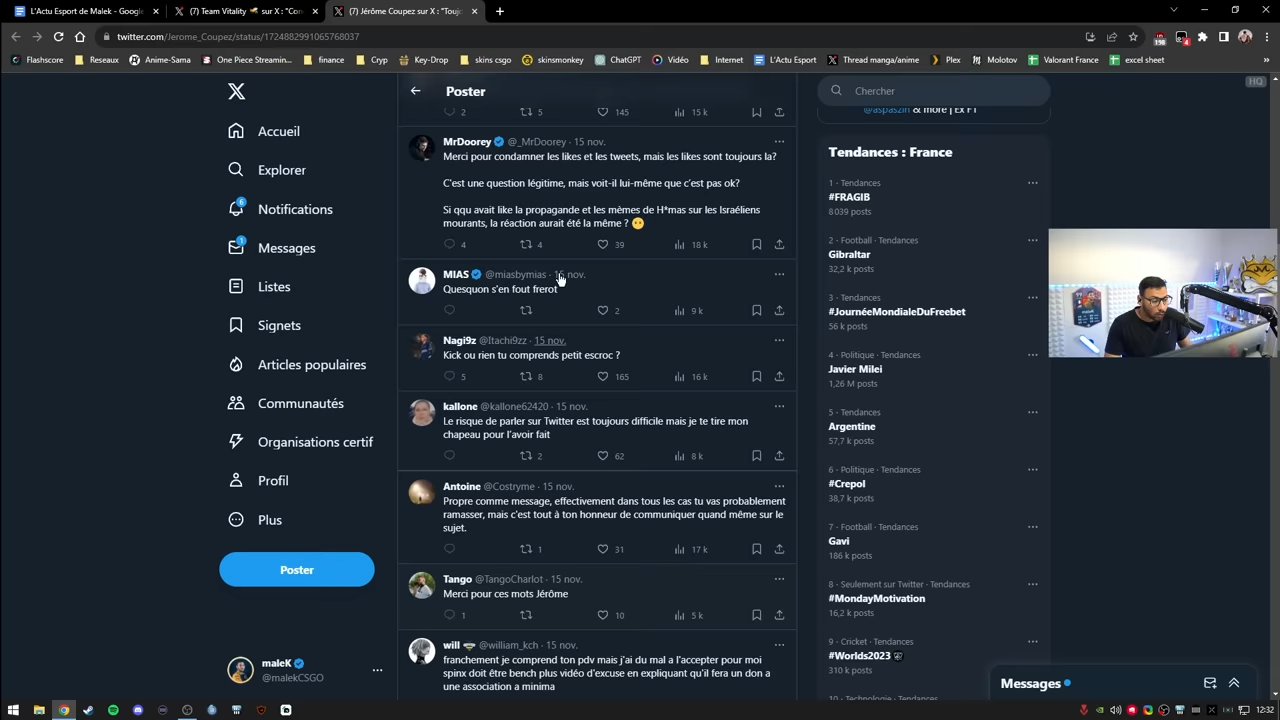 L'Actu Esport de Malek - Google
(7) Team Vitality sur X : "Con
(7) Jérôme Coupez sur X : "Toujo
twitter.com/Jerome_Coupez/status/1724882991065768037
198
4
Flashscore
Reseaux
Anime-Sama
One Piece Streamin...
finance
Cryp
Key-Drop
skins csgo
skinsmonkey
ChatGPT
Vidéo
Internet
L'Actu Esport
Thread manga/anime
Plex
Molotov
Valorant France
excel sheet
HQ
Accueil
Explorer
6
Notifications
1
Messages
Listes
Signets
Articles populaires
Communautés
Organisations certif
Profil
Plus
Poster
maleK
@malekCSGO
Poster
2
5
145
15 k
MrDoorey @_MrDoorey · 15 nov.
Merci pour condamner les likes et les tweets, mais les likes sont toujours la?
C'est une question légitime, mais voit-il lui-même que c'est pas ok?
Si qqu avait like la propagande et les mèmes de H*mas sur les Israéliens
mourants, la réaction aurait été la même ?
4
4
39
18 k
MIAS @miasbymias · 15 nov.
Quesquon s'en fout frerot
2
9 k
Nagi9z @Itachi9zz · 15 nov.
Kick ou rien tu comprends petit escroc ?
5
8
165
16 k
kallone @kallone62420 · 15 nov.
Le risque de parler sur Twitter est toujours difficile mais je te tire mon
chapeau pour l'avoir fait
2
62
8 k
Antoine @Costryme · 15 nov.
Propre comme message, effectivement dans tous les cas tu vas probablement
ramasser, mais c'est tout à ton honneur de communiquer quand même sur le
sujet.
1
31
17 k
Tango @TangoCharlot · 15 nov.
Merci pour ces mots Jérôme
1
10
5 k
will @william_kch · 15 nov.
franchement je comprend ton pdv mais j'ai du mal a l'accepter pour moi
spinx doit être bench plus vidéo d'excuse en expliquant qu'il fera un don a
une association a minima
Chercher
@aspaszin & more | Ex F1
Tendances : France
1 · Tendances
#FRAGIB
8 039 posts
2 · Football · Tendances
Gibraltar
32,2 k posts
3 · Tendances
#JournéeMondialeDuFreebet
56 k posts
4 · Politique · Tendances
Javier Milei
1,26 M posts
5 · Tendances
Argentine
57,7 k posts
6 · Politique · Tendances
#Crepol
38,7 k posts
7 · Football · Tendances
Gavi
186 k posts
8 · Seulement sur Twitter · Tendances
#MondayMotivation
16,2 k posts
9 · Cricket · Tendances
#Worlds2023
310 k posts
10 · Technologie · Tendances
Messages
12:32